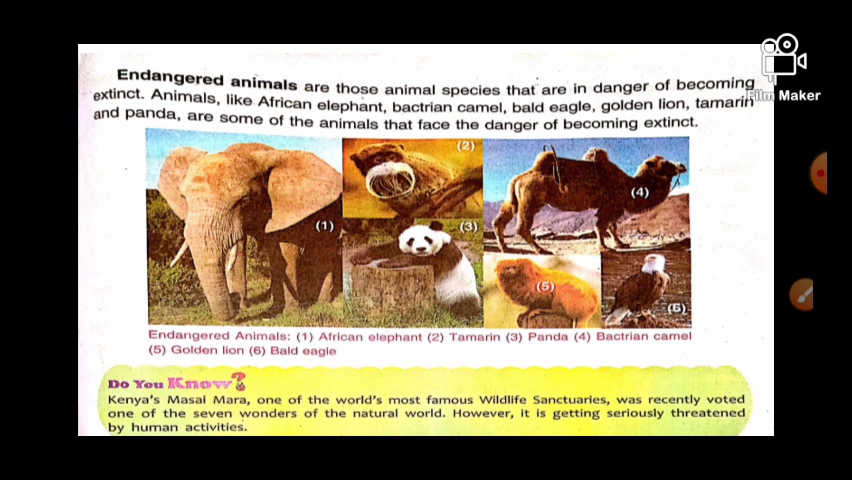 Endangered animals are those animal species that are in danger of becoming
extinct. Animals, like African elephant, bactrian camel, bald eagle, golden lion, tamarin
and panda, are some of the animals that face the danger of becoming extinct.
Film Maker
(1)
(2)
(3)
(4)
(5)
(5)
Endangered Animals: (1) African elephant (2) Tamarin (3) Panda (4) Bactrian camel
(5) Golden lion (6) Bald eagle
Do You Know?
Kenya's Masai Mara, one of the world's most famous Wildlife Sanctuaries, was recently voted
one of the seven wonders of the natural world. However, it is getting seriously threatened
by human activities.